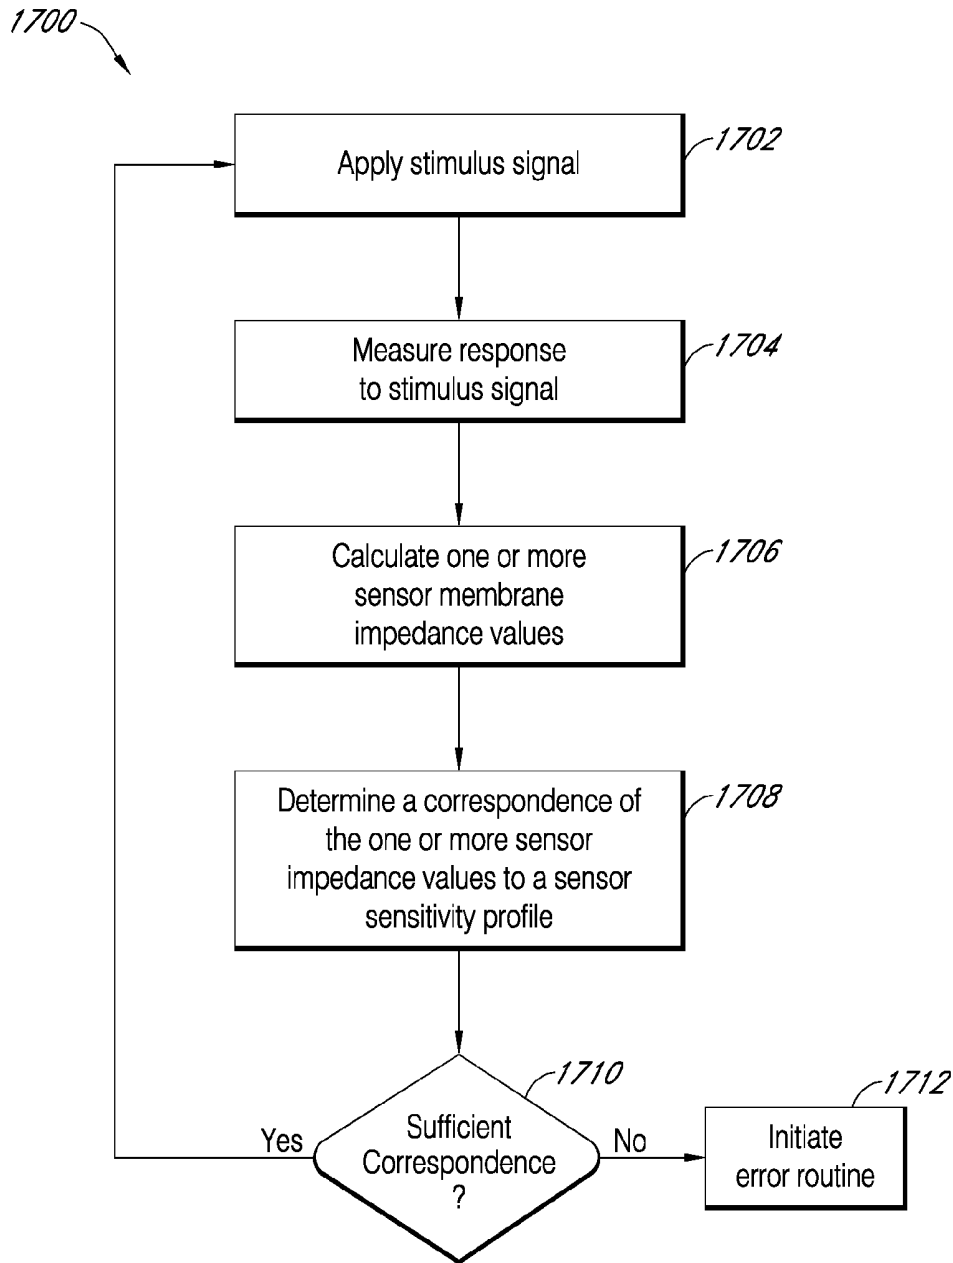 1700
Apply stimulus signal
1702
Measure response
to stimulus signal
1704
Calculate one or more
sensor membrane
impedance values
1706
Determine a correspondence of
the one or more sensor
impedance values to a sensor
sensitivity profile
1708
Sufficient
Correspondence
?
1710
Yes
No
Initiate
error routine
1712